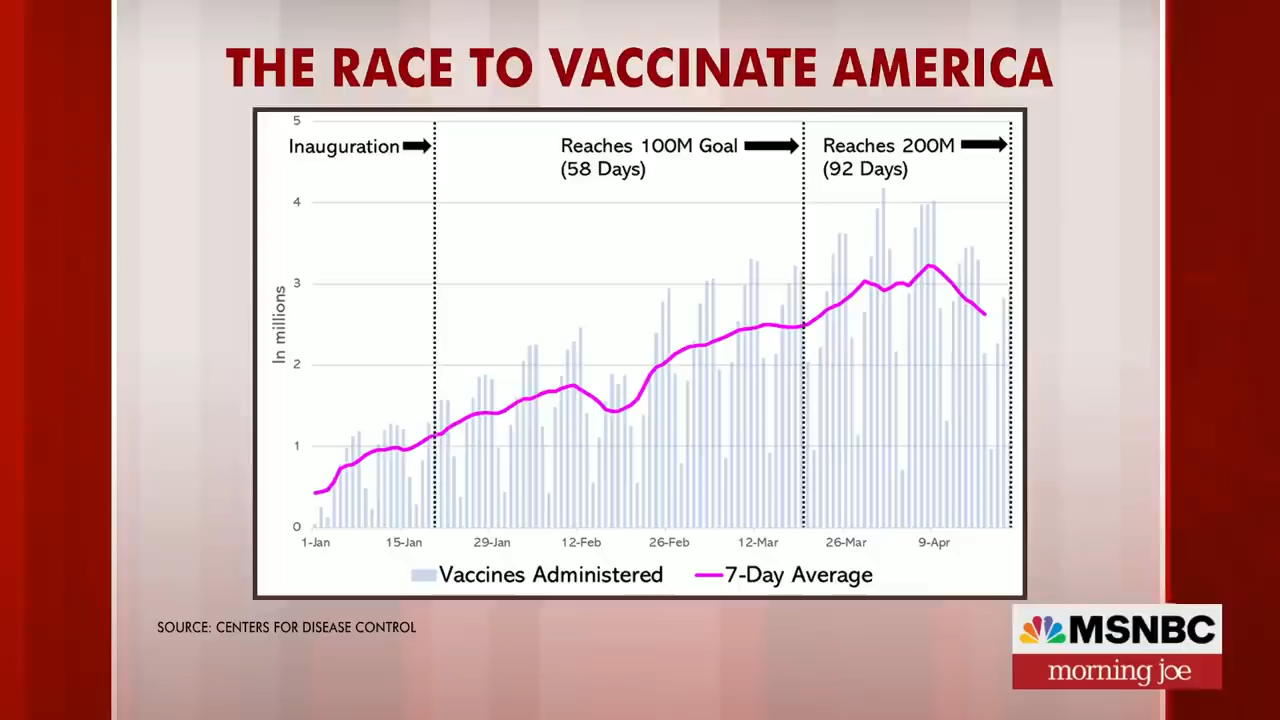 THE RACE TO VACCINATE AMERICA
5
Inauguration
Reaches 100M Goal
(58 Days)
Reaches 200M
(92 Days)
4
3
2
1
0
In millions
1-Jan 15-Jan 29-Jan 12-Feb 26-Feb 12-Mar 26-Mar 9-Apr
Vaccines Administered 7-Day Average
SOURCE: CENTERS FOR DISEASE CONTROL
MSNBC
morning joe